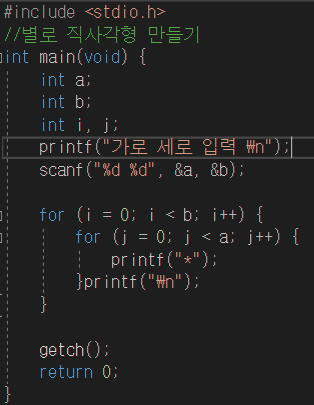 #include <stdio.h>
//별로 직사각형 만들기
int main(void) {
int a;
int b;
int i, j;
printf("가로 세로 입력 ₩n");
scanf("%d %d", &a, &b);
for (i = 0; i < b; i++) {
for (j = 0; j < a; j++) {
printf("*");
}printf("₩n");
}
getch();
return 0;
}